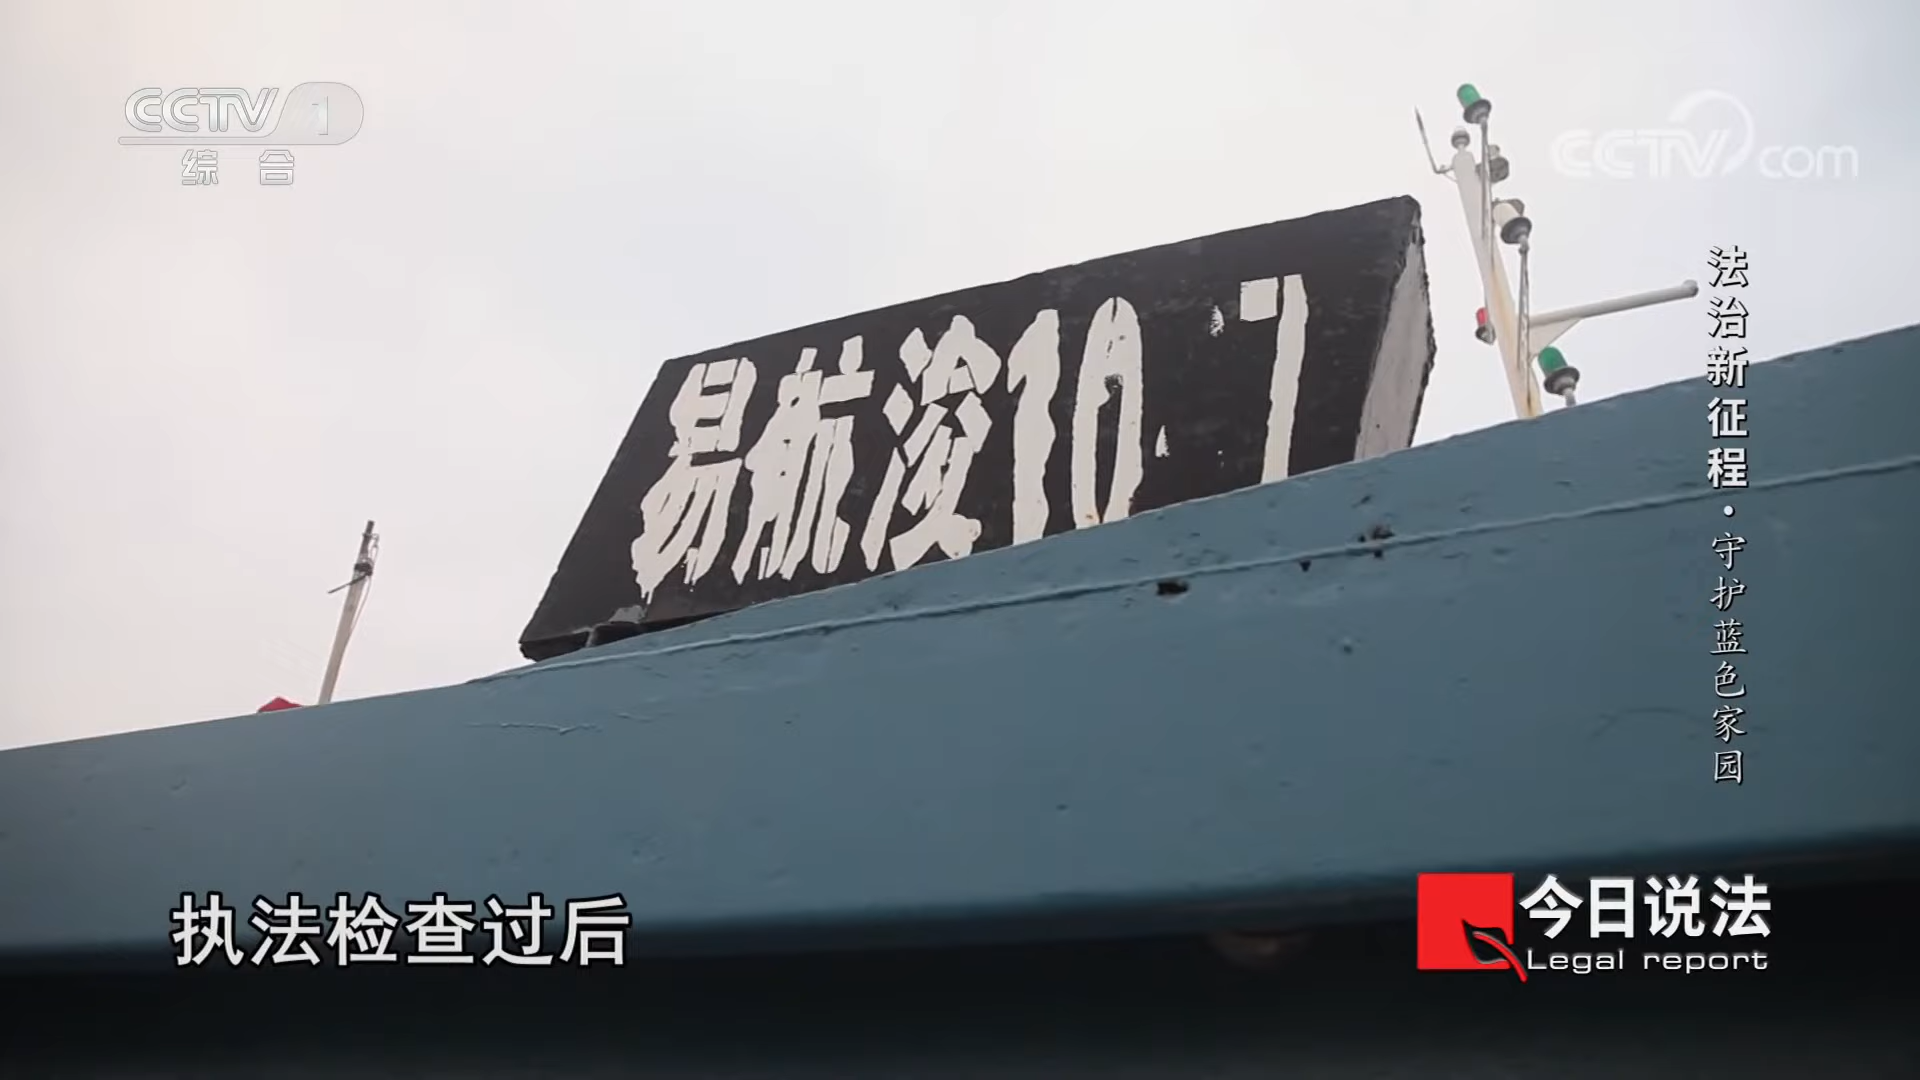 CCTV 1
综合
CCTV com
易航浚10 7
法治新征程·守护蓝色家园
执法检查过后
今日说法
Legal report